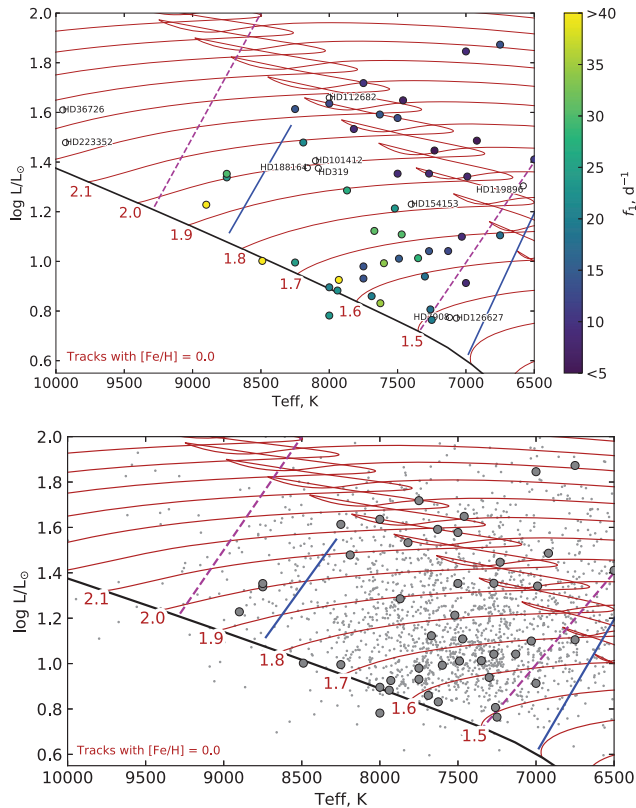 2.0
1.8
1.6
1.4
1.2
1.0
0.8
0.6
log L/L⊙
HD36726
HD223352
HD112682
HD188164
HD101412
HD319
HD154153
HD119896
HD126627
2.1
2.0
1.9
1.8
1.7
1.6
1.5
Tracks with [Fe/H] = 0.0
10000 9500 9000 8500 8000 7500 7000 6500
Teff, K
>40
35
30
25
20
15
10
<5
f₁, d⁻¹
2.0
1.8
1.6
1.4
1.2
1.0
0.8
0.6
log L/L⊙
2.1
2.0
1.9
1.8
1.7
1.6
1.5
Tracks with [Fe/H] = 0.0
10000 9500 9000 8500 8000 7500 7000 6500
Teff, K